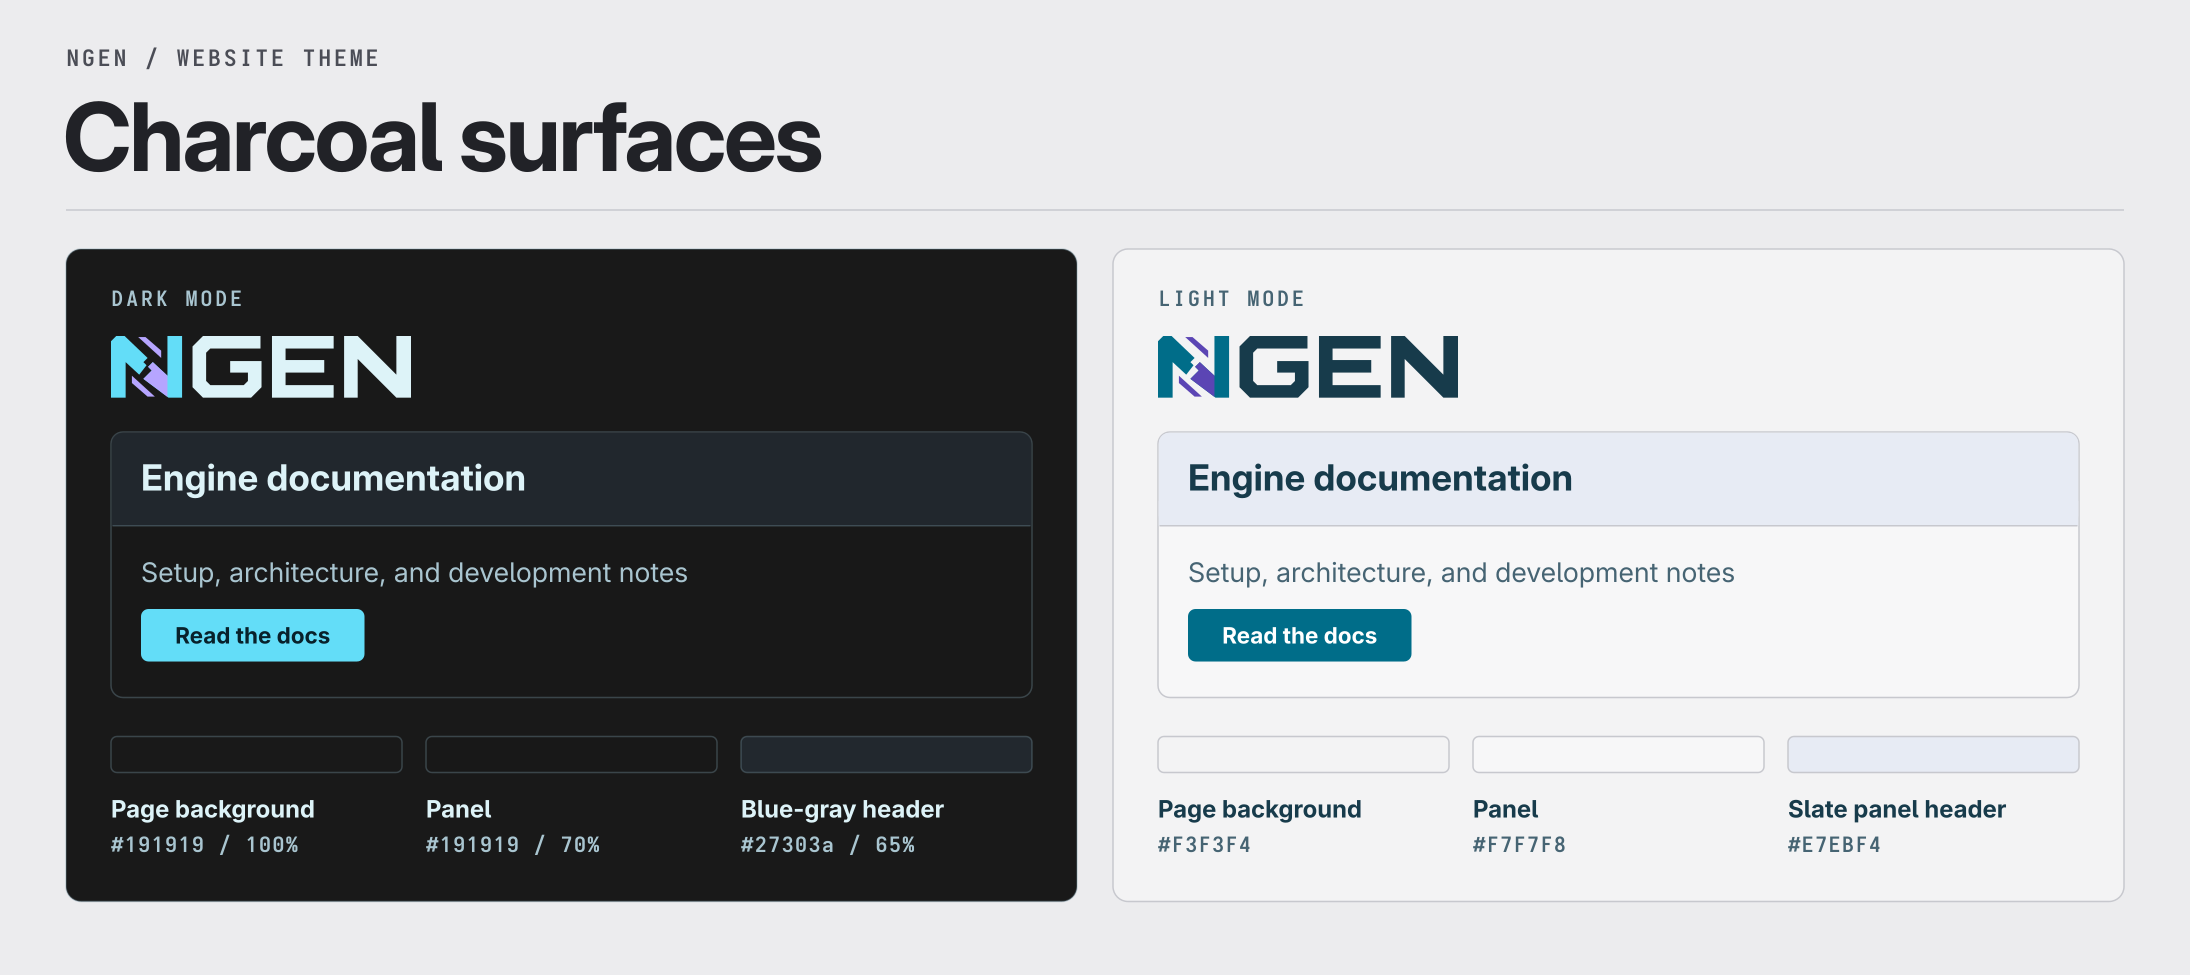 NGEN / WEBSITE THEME
Charcoal surfaces
DARK MODE
NGEN
Engine documentation
Setup, architecture, and development notes
Read the docs
Page background
#191919 / 100%
Panel
#191919 / 70%
Blue-gray header
#27303a / 65%
LIGHT MODE
NGEN
Engine documentation
Setup, architecture, and development notes
Read the docs
Page background
#F3F3F4
Panel
#F7F7F8
Slate panel header
#E7EBF4